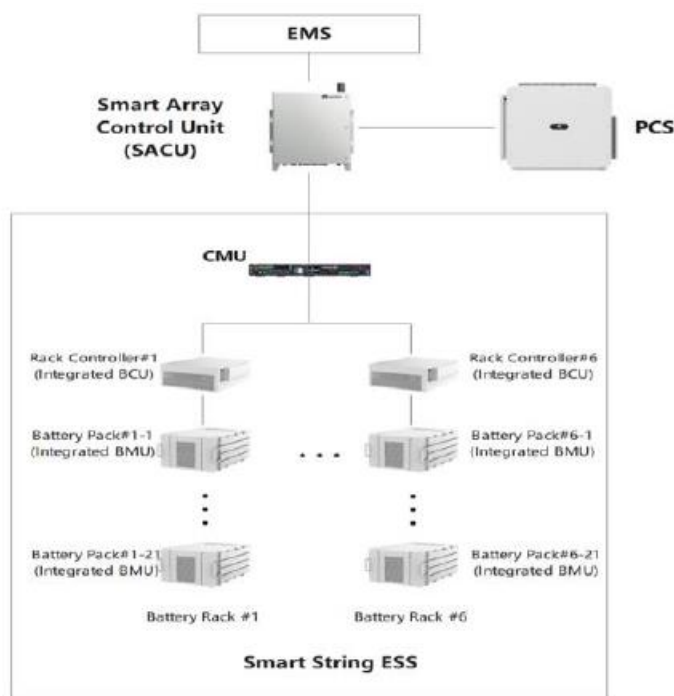 EMS
Smart Array
Control Unit
(SACU)
PCS
CMU
Rack Controller#1
(Integrated BCU)
Rack Controller#6
(Integrated BCU)
Battery Pack#1-1
(Integrated BMU)
Battery Pack#6-1
(Integrated BMU)
Battery Pack#1-21
(Integrated BMU)
Battery Pack#6-21
(Integrated BMU)
Battery Rack #1
Battery Rack #6
Smart String ESS